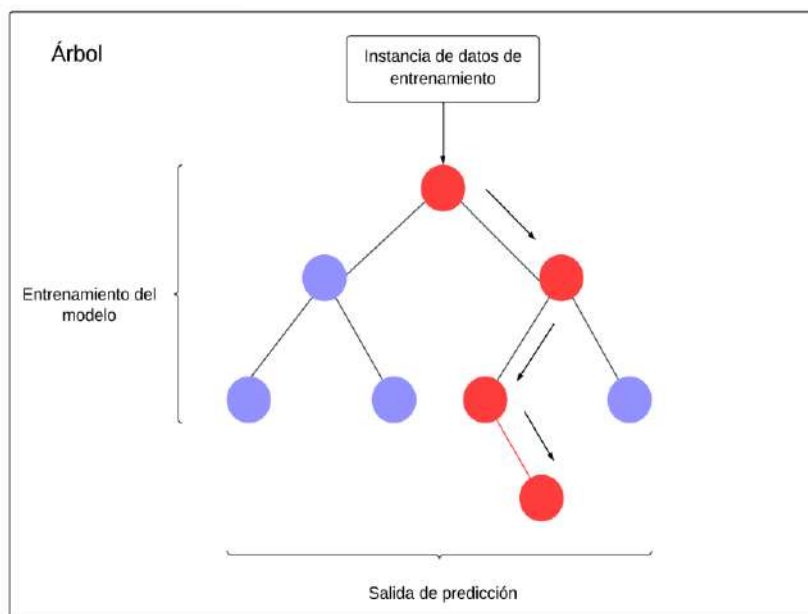 Árbol
Instancia de datos de
entrenamiento
Entrenamiento del
modelo
Salida de predicción